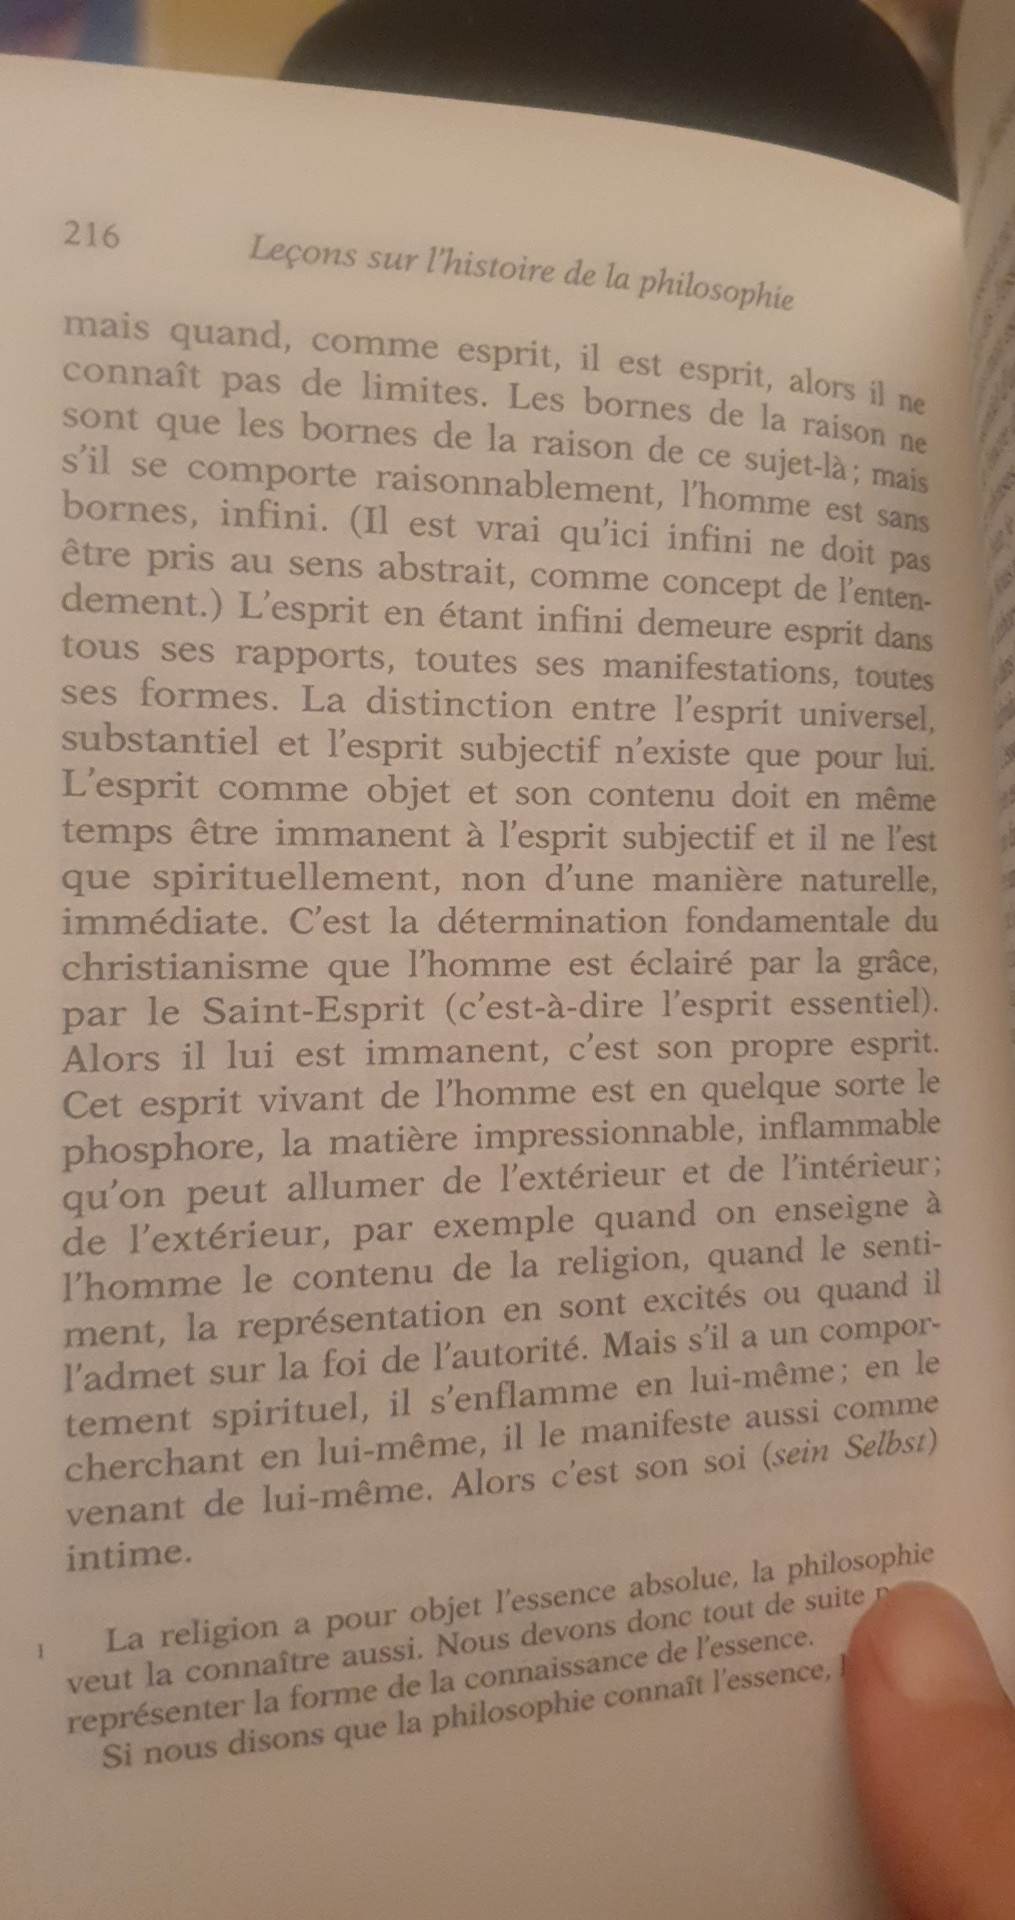 216
Leçons sur l'histoire de la philosophie
mais quand, comme esprit, il est esprit, alors il ne
connaît pas de limites. Les bornes de la raison ne
sont que les bornes de la raison de ce sujet-là; mais
s'il se comporte raisonnablement, l'homme est sans
bornes, infini. (Il est vrai qu'ici infini ne doit pas
être pris au sens abstrait, comme concept de l'enten-
dement.) L'esprit en étant infini demeure esprit dans
tous ses rapports, toutes ses manifestations, toutes
ses formes. La distinction entre l'esprit universel,
substantiel et l'esprit subjectif n'existe que pour lui.
L'esprit comme objet et son contenu doit en même
temps être immanent à l'esprit subjectif et il ne l'est
que spirituellement, non d'une manière naturelle,
immédiate. C'est la détermination fondamentale du
christianisme que l'homme est éclairé par la grâce,
par le Saint-Esprit (c'est-à-dire l'esprit essentiel).
Alors il lui est immanent, c'est son propre esprit.
Cet esprit vivant de l'homme est en quelque sorte le
phosphore, la matière impressionnable, inflammable
qu'on peut allumer de l'extérieur et de l'intérieur;
de l'extérieur, par exemple quand on enseigne à
l'homme le contenu de la religion, quand le senti-
ment, la représentation en sont excités ou quand il
l'admet sur la foi de l'autorité. Mais s'il a un compor-
tement spirituel, il s'enflamme en lui-même; en le
cherchant en lui-même, il le manifeste aussi comme
venant de lui-même. Alors c'est son soi (sein Selbst)
intime.
1 La religion a pour objet l'essence absolue, la philosophie
veut la connaître aussi. Nous devons donc tout de suite
représenter la forme de la connaissance de l'essence.
Si nous disons que la philosophie connaît l'essence,